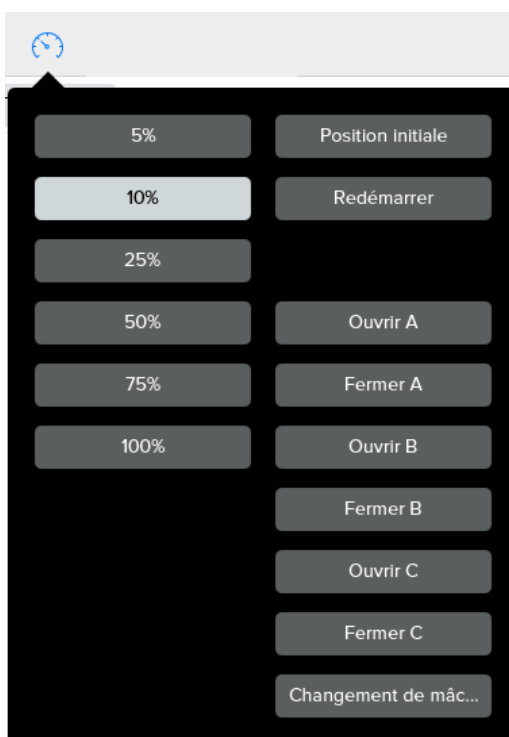 5%
10%
25%
50%
75%
100%
Position initiale
Redémarrer
Ouvrir A
Fermer A
Ouvrir B
Fermer B
Ouvrir C
Fermer C
Changement de mâc...